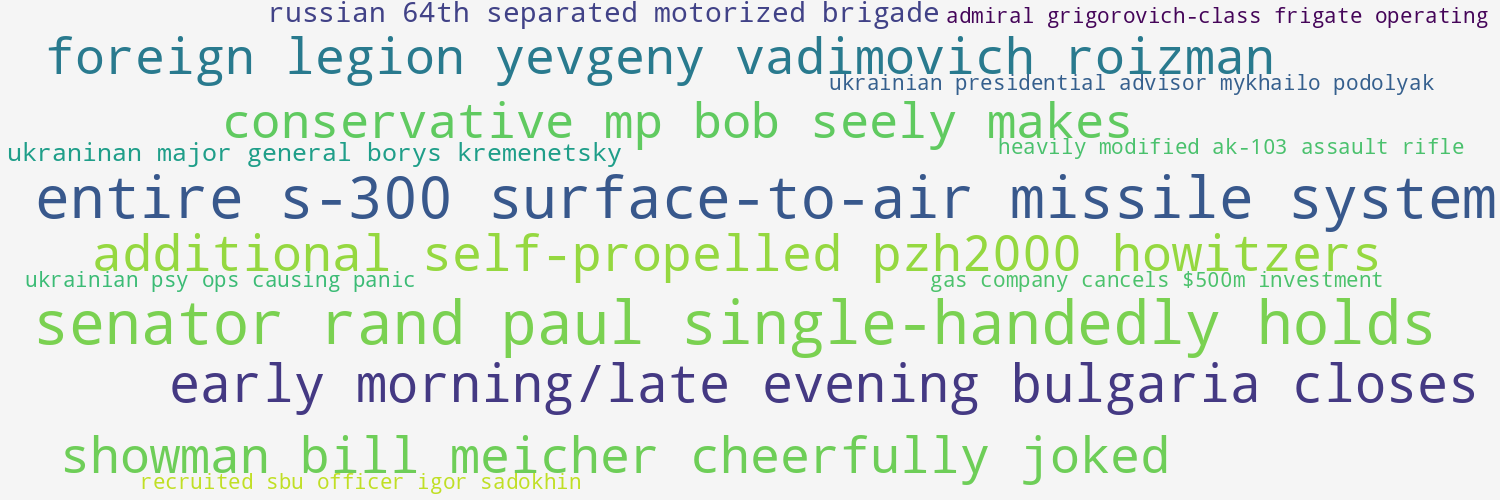 russian 64th separated motorized brigade
admiral grigorovich-class frigate operating
foreign legion yevgeny vadimovich roizman
ukrainian presidential advisor mykhailo podolyak
conservative mp bob seely makes
heavily modified ak-103 assault rifle
ukraninan major general borys kremenetsky
entire s-300 surface-to-air missile system
additional self-propelled pzh2000 howitzers
ukrainian psy ops causing panic
gas company cancels $500m investment
senator rand paul single-handedly holds
early morning/late evening bulgaria closes
showman bill meicher cheerfully joked
recruited sbu officer igor sadokhin